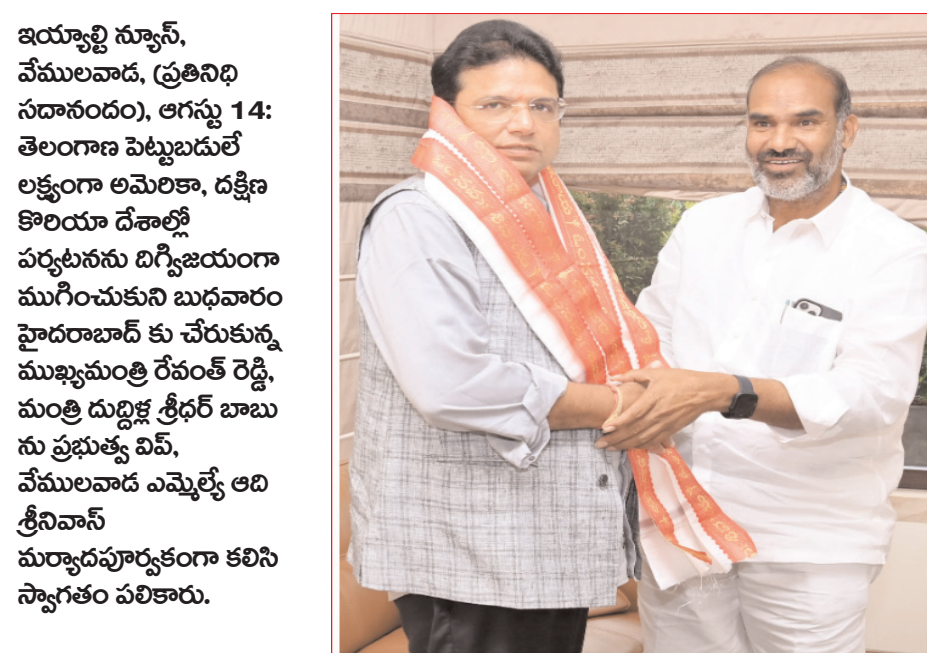 ఇయ్యాల్టి న్యూస్,
వేములవాడ, (ప్రతినిధి
సదానందం), ఆగస్టు 14:
తెలంగాణ పెట్టుబడులే
లక్ష్యంగా అమెరికా, దక్షిణ
కొరియా దేశాల్లో
పర్యటనను దిగ్విజయంగా
ముగించుకుని బుధవారం
హైదరాబాద్ కు చేరుకున్న
ముఖ్యమంత్రి రేవంత్ రెడ్డి,
మంత్రి దుద్దిళ్ల శ్రీధర్ బాబు
ను ప్రభుత్వ విప్,
వేములవాడ ఎమ్మెల్యే ఆది
శ్రీనివాస్
మర్యాదపూర్వకంగా కలిసి
స్వాగతం పలికారు.